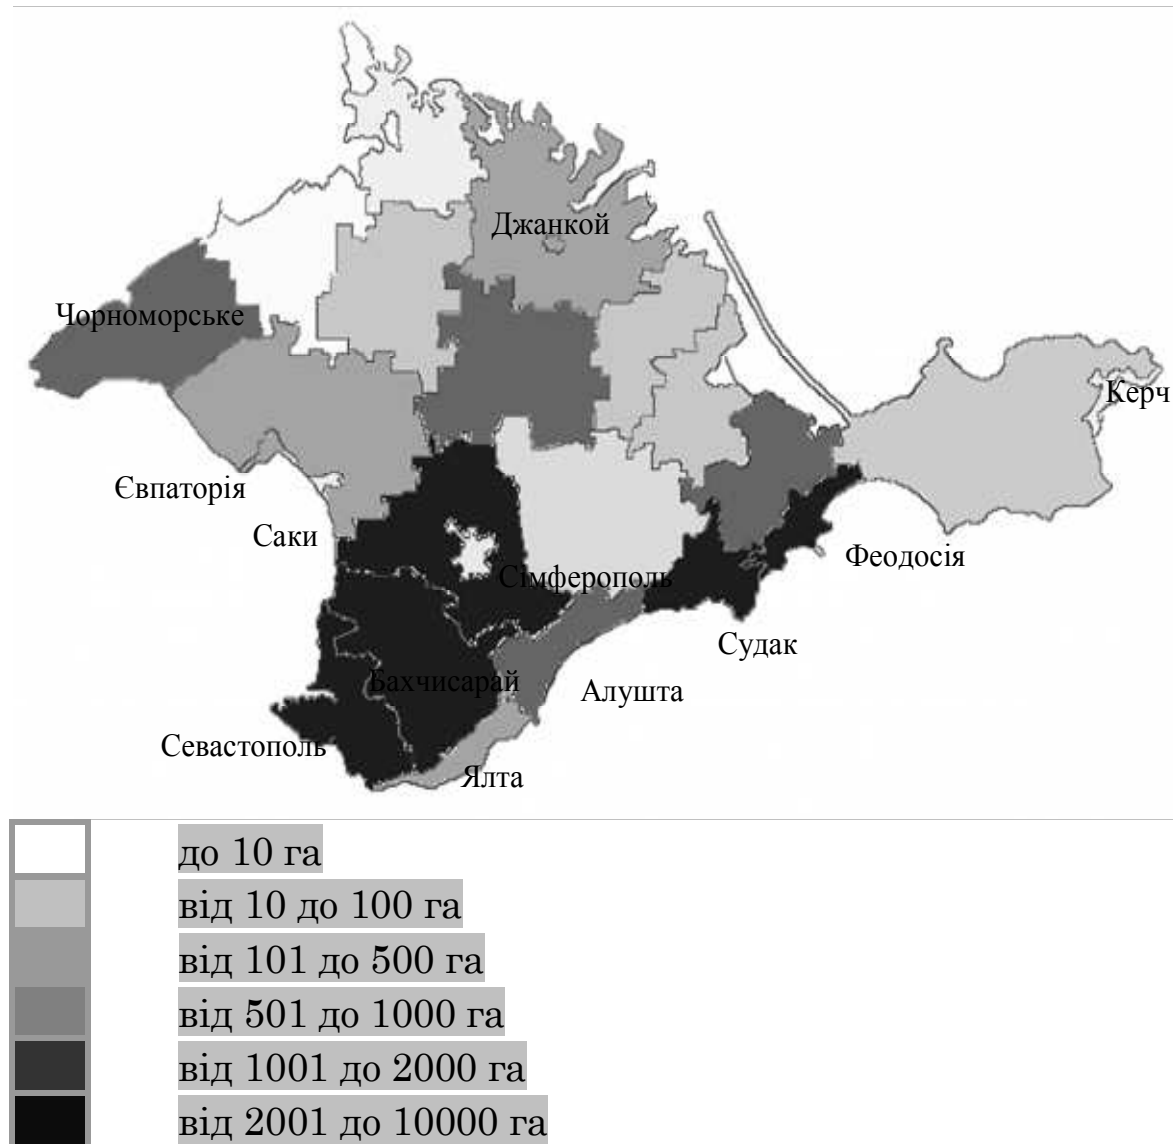 Джанкой
Чорноморське
Керч
Євпаторія
Саки
Феодосія
Сімферополь
Судак
Бахчисарай
Алушта
Севастополь
Ялта
до 10 га
від 10 до 100 га
від 101 до 500 га
від 501 до 1000 га
від 1001 до 2000 га
від 2001 до 10000 га